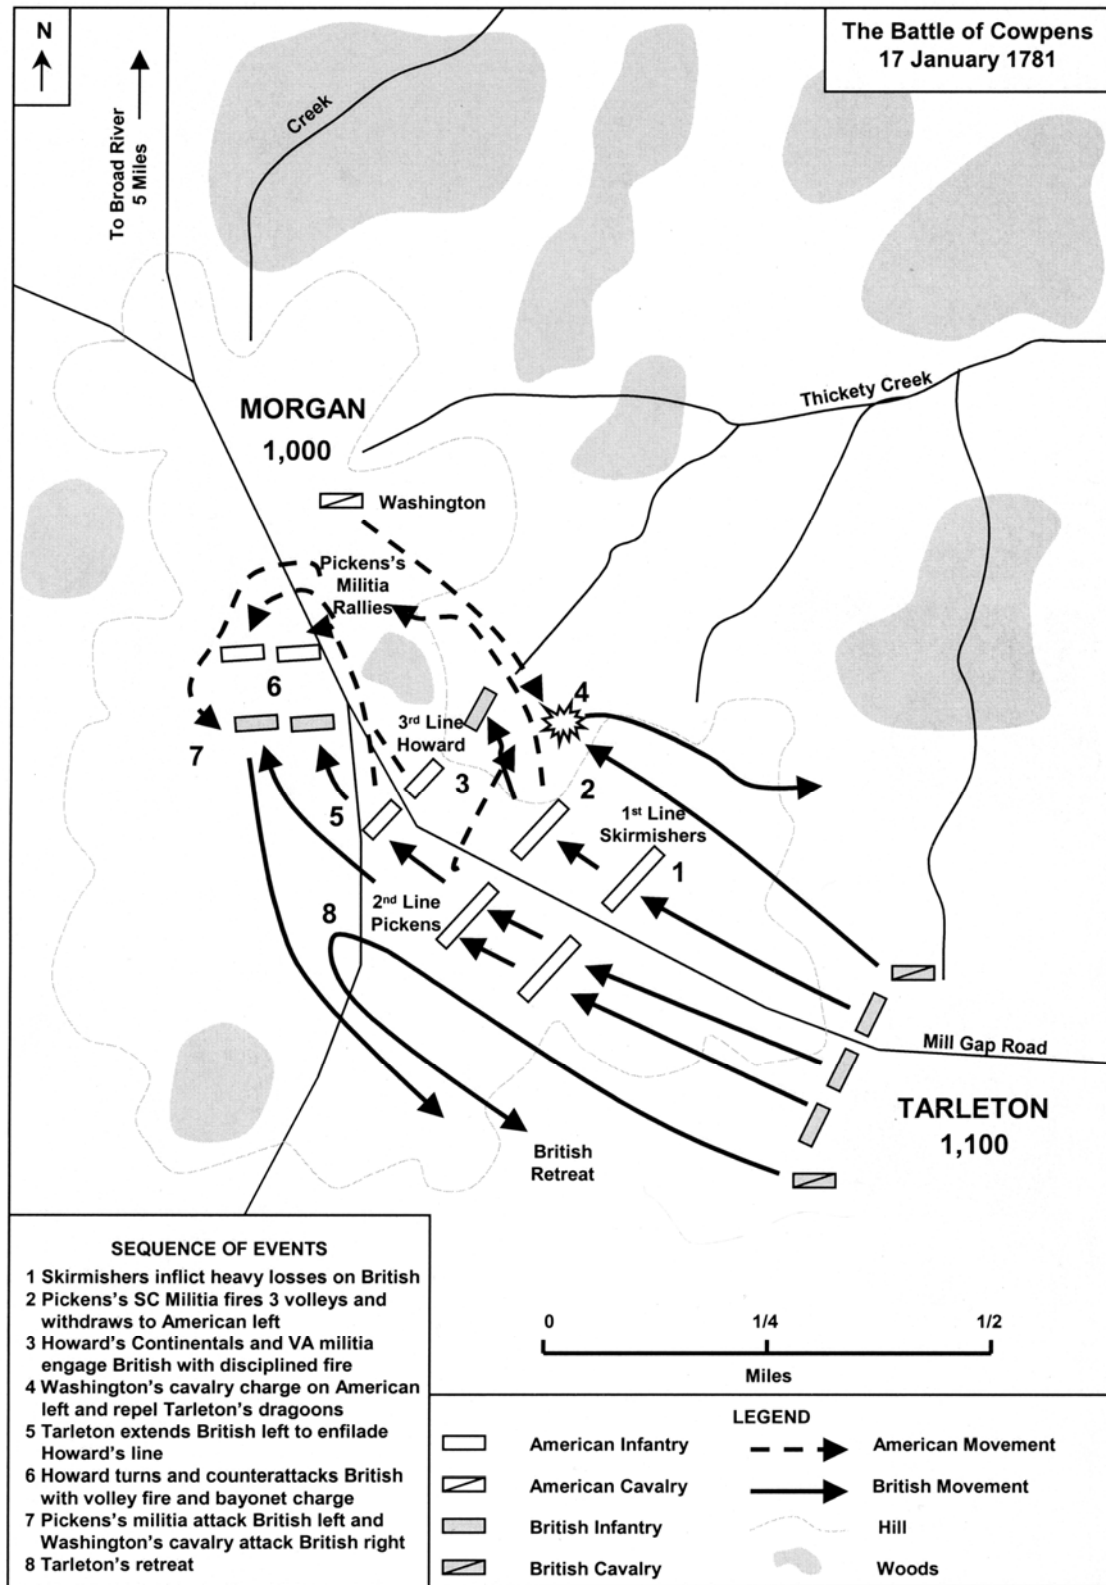 N
The Battle of Cowpens
17 January 1781
To Broad River
5 Miles
Creek
Thickety Creek
MORGAN
1,000
Washington
Pickens's
Militia
Rallies
6
7
3rd Line
Howard
3
4
2
5
1st Line
Skirmishers
1
2nd Line
Pickens
8
Mill Gap Road
TARLETON
1,100
British
Retreat
SEQUENCE OF EVENTS
1 Skirmishers inflict heavy losses on British
2 Pickens's SC Militia fires 3 volleys and
withdraws to American left
3 Howard's Continentals and VA militia
engage British with disciplined fire
4 Washington's cavalry charge on American
left and repel Tarleton's dragoons
5 Tarleton extends British left to enfilade
Howard's line
6 Howard turns and counterattacks British
with volley fire and bayonet charge
7 Pickens's militia attack British left and
Washington's cavalry attack British right
8 Tarleton's retreat
0 1/4 1/2
Miles
LEGEND
American Infantry
American Cavalry
British Infantry
British Cavalry
American Movement
British Movement
Hill
Woods